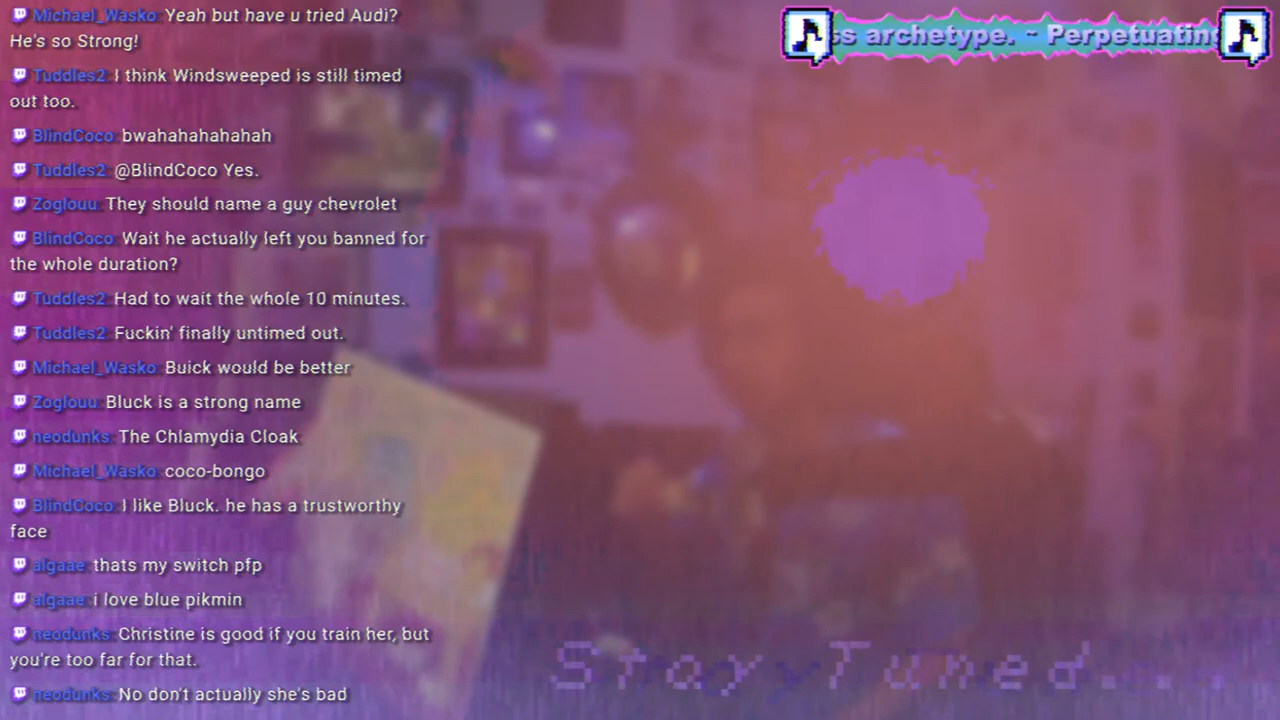 Michael_Wasko: Yeah but have u tried Audi?
He's so Strong!
Tuddles2: I think Windsweeped is still timed
out too.
BlindCoco: bwahahahahahah
Tuddles2: @BlindCoco Yes.
Zoglouu: They should name a guy chevrolet
BlindCoco: Wait he actually left you banned for
the whole duration?
Tuddles2: Had to wait the whole 10 minutes.
Tuddles2: Fuckin' finally untimed out.
Michael_Wasko: Buick would be better
Zoglouu: Bluck is a strong name
neodunks: The Chlamydia Cloak
Michael_Wasko: coco-bongo
BlindCoco: I like Bluck. he has a trustworthy
face
algaae: thats my switch pfp
algaae: i love blue pikmin
neodunks: Christine is good if you train her, but
you're too far for that.
neodunks: No don't actually she's bad
ss archetype. ~ Perpetuating
Stay Tuned...